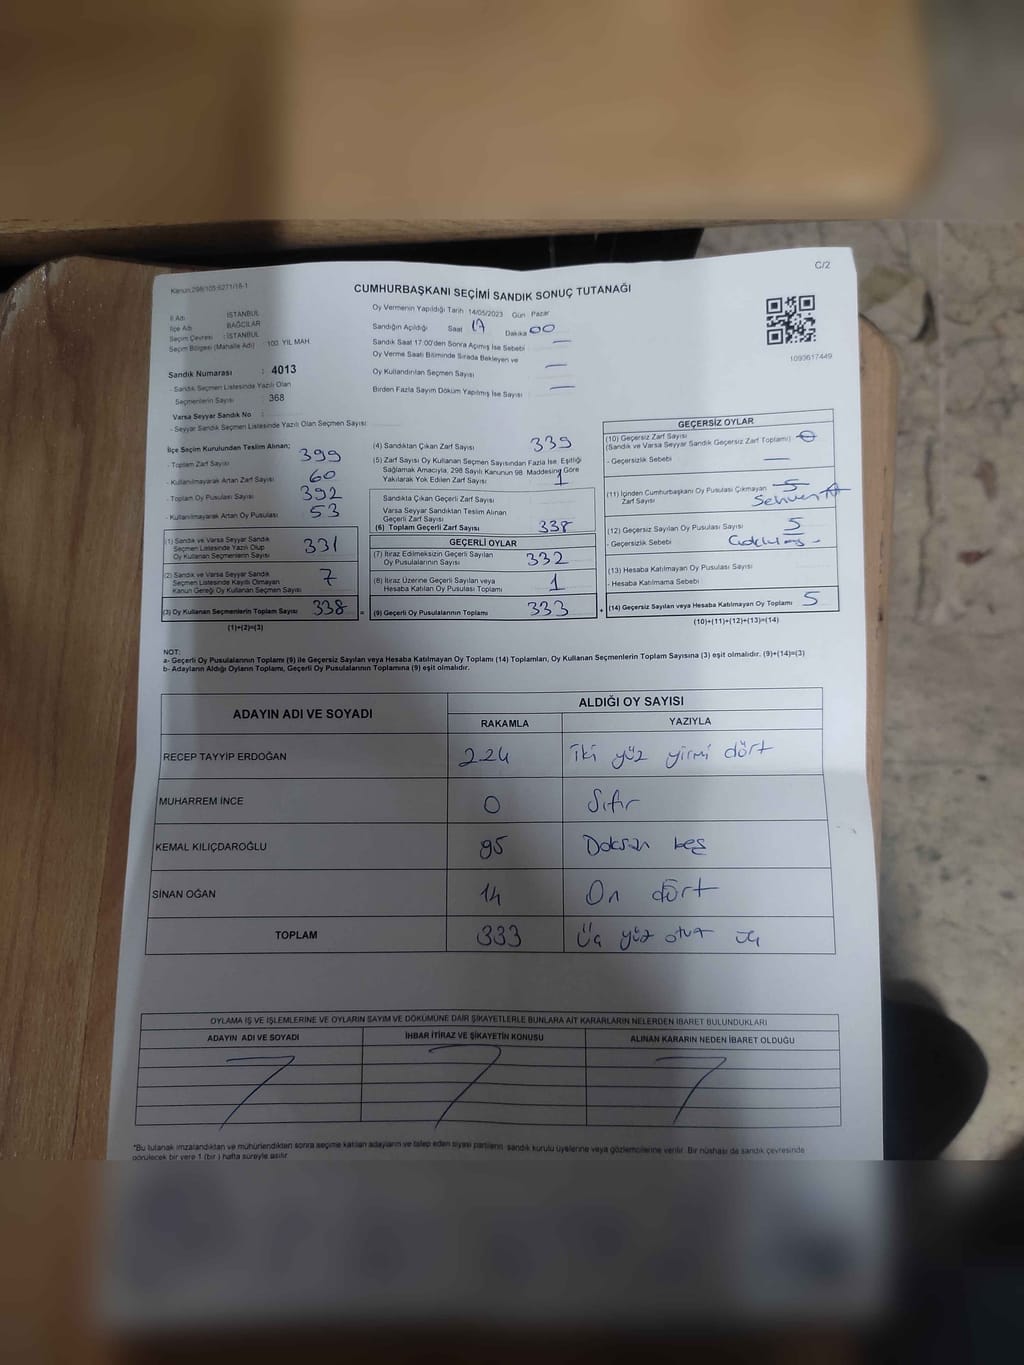 C/2
Kanun:298/105-6271/16-1
CUMHURBAŞKANI SEÇİMİ SANDIK SONUÇ TUTANAĞI
İl Adı İSTANBUL
İlçe Adı BAĞCILAR
Seçim Çevresi : İSTANBUL
Seçim Bölgesi (Mahalle Adı) 100. YIL MAH
Oy Vermenin Yapıldığı Tarih 14/05/2023 Gün Pazar
Sandığın Açıldığı Saat 17 Dakika 00
Sandık Saat 17.00'den Sonra Açımış İse Sebebi —
Oy Verme Saati Bitiminde Sırada Bekleyen ve
Oy Kullandırılan Seçmen Sayısı —
Birden Fazla Sayım Döküm Yapılmış İse Sayısı —
1093617449
Sandık Numarası : 4013
- Sandık Seçmen Listesinde Yazılı Olan
Seçmenlerin Sayısı : 368
Varsa Seyyar Sandık No :
- Seyyar Sandık Seçmen Listesinde Yazılı Olan Seçmen Sayısı
İlçe Seçim Kurulundan Teslim Alınan;
- Toplam Zarf Sayısı 399
- Kullanılmayarak Artan Zarf Sayısı 60
- Toplam Oy Pusulası Sayısı 392
- Kullanılmayarak Artan Oy Pusulası 53
(1) Sandık ve Varsa Seyyar Sandık
Seçmen Listesinde Yazılı Olup
Oy Kullanan Seçmenlerin Sayısı 331
(2) Sandık ve Varsa Seyyar Sandık
Seçmen Listesinde Kayıtlı Olmayan
Kanun Gereği Oy Kullanan Seçmen Sayısı 7
(3) Oy Kullanan Seçmenlerin Toplam Sayısı 338 =
(1)+(2)=(3)
(4) Sandıktan Çıkan Zarf Sayısı 339
(5) Zarf Sayısı Oy Kullanan Seçmen Sayısından Fazla İse, Eşitliği
Sağlamak Amacıyla, 298 Sayılı Kanunun 98. Maddesine Göre
Yakılarak Yok Edilen Zarf Sayısı 1
Sandıkta Çıkan Geçerli Zarf Sayısı
Varsa Seyyar Sandıktan Teslim Alınan
Geçerli Zarf Sayısı
(6) Toplam Geçerli Zarf Sayısı 338
GEÇERLİ OYLAR
(7) İtiraz Edilmeksizin Geçerli Sayılan
Oy Pusulalarının Sayısı 332
(8) İtiraz Üzerine Geçerli Sayılan veya
Hesaba Katılan Oy Pusulası Toplamı 1
(9) Geçerli Oy Pusulalarının Toplamı 333 +
GEÇERSİZ OYLAR
(10) Geçersiz Zarf Sayısı
(Sandık ve Varsa Seyyar Sandık Geçersiz Zarf Toplamı)
- Geçersizlik Sebebi —
(11) İçinden Cumhurbaşkanı Oy Pusulası Çıkmayan 5
Zarf Sayısı
(12) Geçersiz Sayılan Oy Pusulası Sayısı 5
- Geçersizlik Sebebi
(13) Hesaba Katılmayan Oy Pusulası Sayısı
- Hesaba Katılmama Sebebi
(14) Geçersiz Sayılan veya Hesaba Katılmayan Oy Toplamı 5
(10)+(11)+(12)+(13)=(14)
NOT:
a- Geçerli Oy Pusulalarının Toplamı (9) ile Geçersiz Sayılan veya Hesaba Katılmayan Oy Toplamı (14) Toplamları, Oy Kullanan Seçmenlerin Toplam Sayısına (3) eşit olmalıdır. (9)+(14)=(3)
b- Adayların Aldığı Oyların Toplamı, Geçerli Oy Pusulalarının Toplamına (9) eşit olmalıdır.
ADAYIN ADI VE SOYADI
ALDIĞI OY SAYISI
RAKAMLA YAZIYLA
RECEP TAYYİP ERDOĞAN 224 iki yüz yirmi dört
MUHARREM İNCE 0 Sıfır
KEMAL KILIÇDAROĞLU 95 Doksan beş
SİNAN OĞAN 14 On dört
TOPLAM 333 Üç yüz otuz üç
OYLAMA İŞ VE İŞLEMLERİNE VE OYLARIN SAYIM VE DÖKÜMÜNE DAİR ŞİKAYETLERLE BUNLARA AİT KARARLARIN NELERDEN İBARET BULUNDUKLARI
ADAYIN ADI VE SOYADI İHBAR İTİRAZ VE ŞİKAYETİN KONUSU ALINAN KARARIN NEDEN İBARET OLDUĞU
*Bu tutanak imzalandıktan ve mühürlendikten sonra seçime katılan adayların ve talep eden siyasi partilerin sandık kurulu üyelerine veya gözlemcilerine verilir. Bir nüshası da sandık çevresinde
görülecek bir yere 1 (bir ) hafta süreyle asılır.